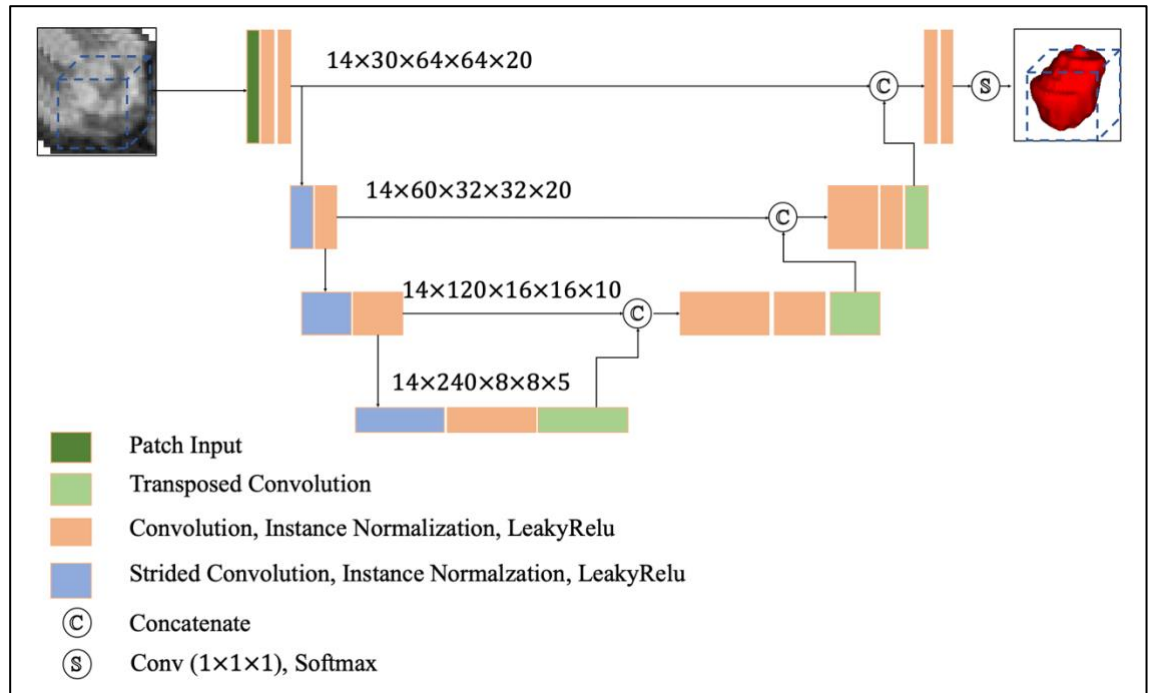 14×30×64×64×20
ℂ
𝕊
14×60×32×32×20
ℂ
14×120×16×16×10
ℂ
14×240×8×8×5
Patch Input
Transposed Convolution
Convolution, Instance Normalization, LeakyRelu
Strided Convolution, Instance Normalzation, LeakyRelu
ℂ Concatenate
𝕊 Conv (1×1×1), Softmax